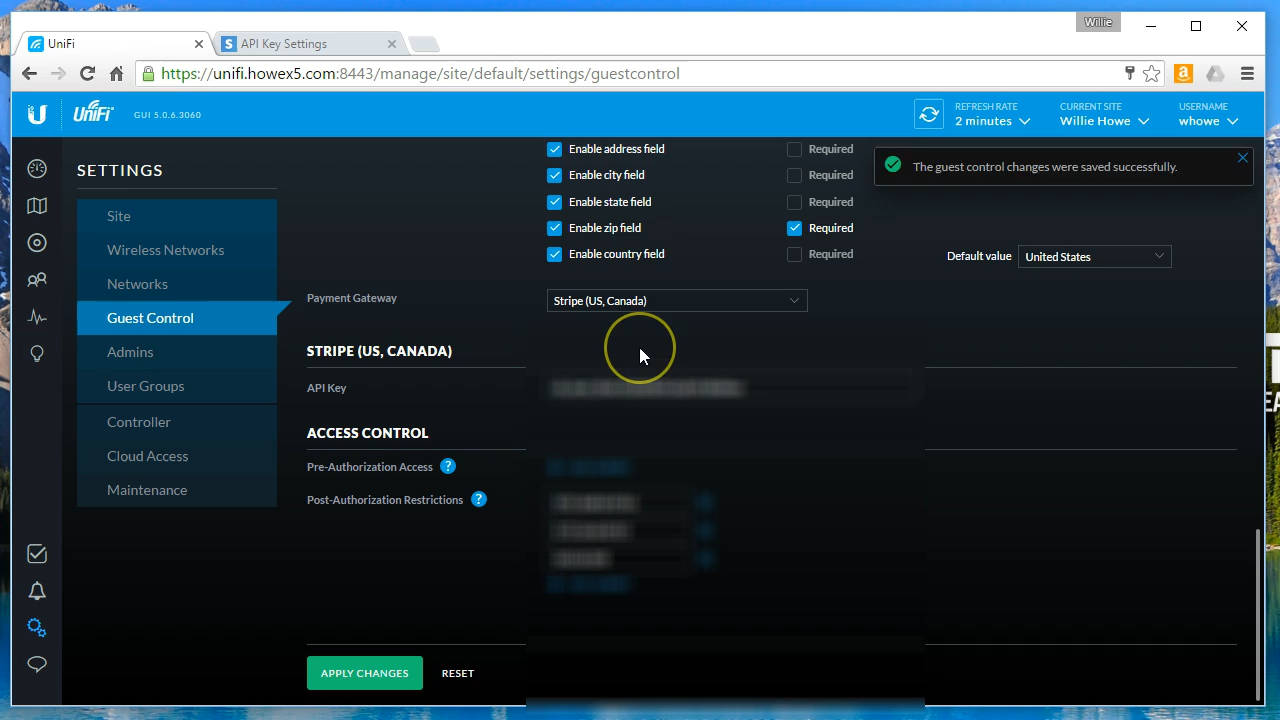 Willie
UniFi
API Key Settings
https://unifi.howex5.com:8443/manage/site/default/settings/guestcontrol
UniFi
GUI 5.0.6.3060
REFRESH RATE
2 minutes
CURRENT SITE
Willie Howe
USERNAME
whowe
The guest control changes were saved successfully.
SETTINGS
Site
Wireless Networks
Networks
Guest Control
Admins
User Groups
Controller
Cloud Access
Maintenance
Enable address field Required
Enable city field Required
Enable state field Required
Enable zip field Required
Enable country field Required
Default value United States
Payment Gateway Stripe (US, Canada)
STRIPE (US, CANADA)
API Key
ACCESS CONTROL
Pre-Authorization Access ?
Post-Authorization Restrictions ?
APPLY CHANGES RESET